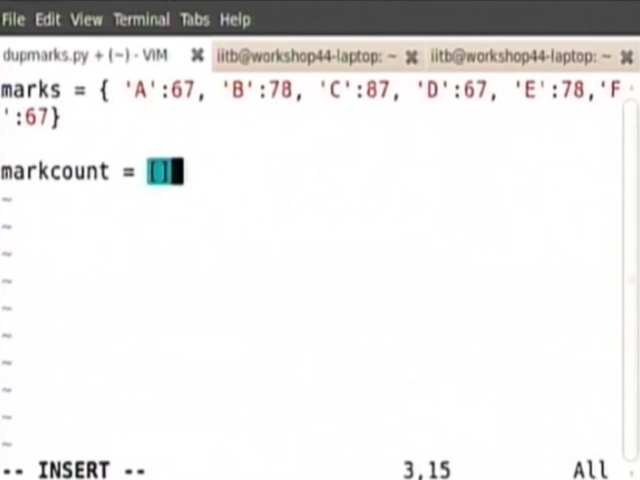 File Edit View Terminal Tabs Help
dupmarks.py + (~) - VIM iitb@workshop44-laptop: ~ iitb@workshop44-laptop: ~
marks = { 'A':67, 'B':78, 'C':87, 'D':67, 'E':78,'F
':67}
markcount = []
~
~
~
~
~
~
~
~
~
~
-- INSERT -- 3,15 All